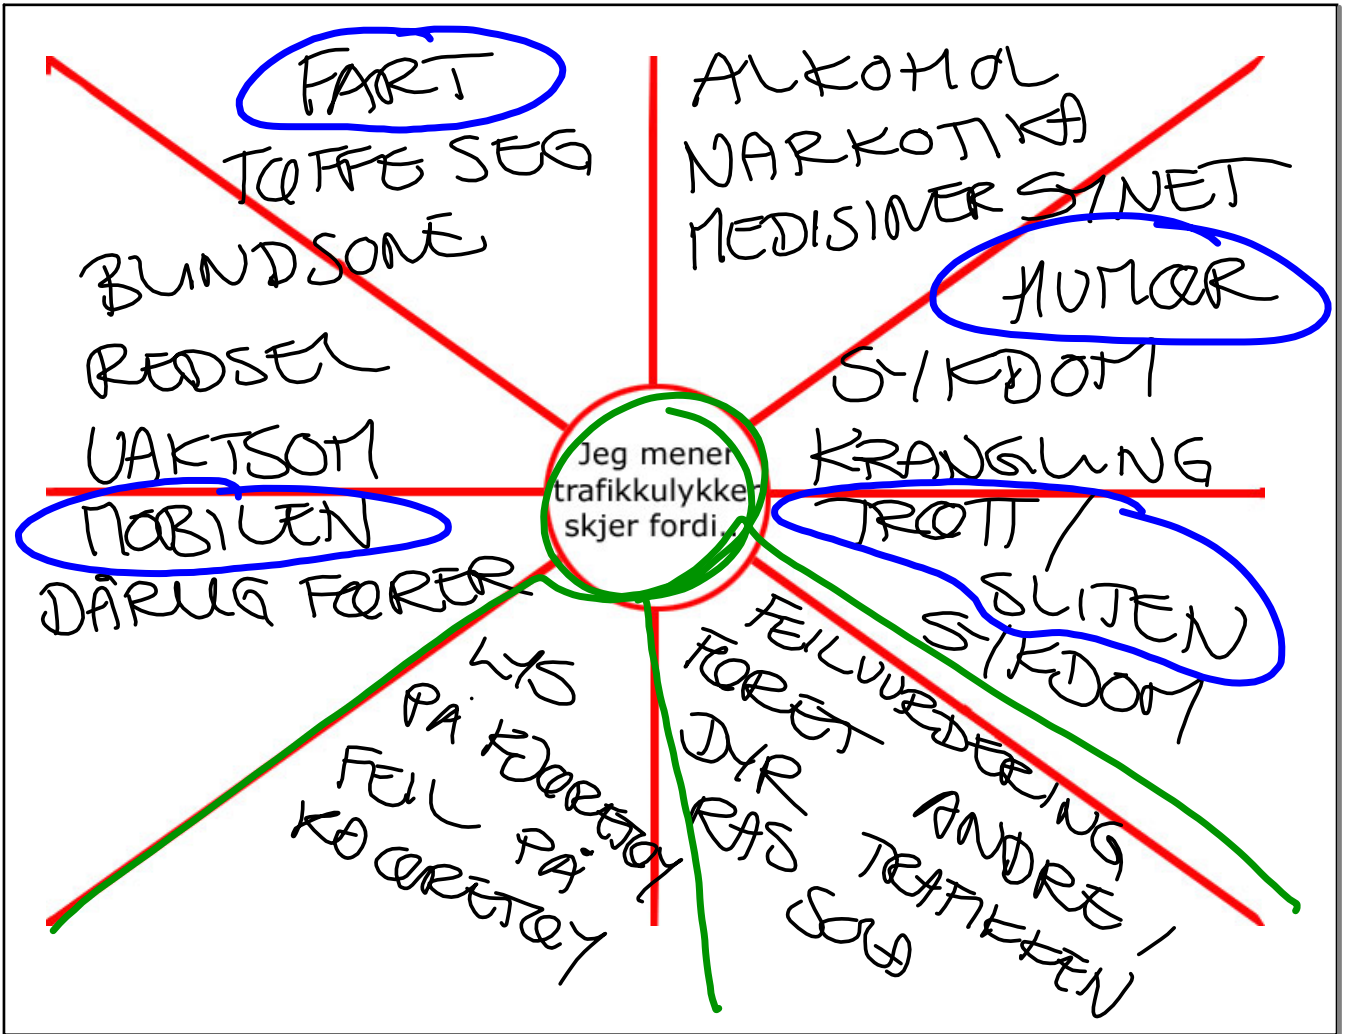 FART
TØFFE SEG
BLINDSONE
REDSEL
UAKTSOM
MOBILEN
DÅRLIG FØRER
ALKOHOL
NARKOTIKA
MEDISINER
SYNET
HUMØR
SYKDOM
KRANGLING
TRØTT /
SLITEN
SYKDOM
Jeg mener
trafikkulykker
skjer fordi...
LYS
PÅ KJØRETØY
FEIL PÅ
KJØRETØY
FØRET
DYR
RAS
SOLA
FEILVURDERING
ANDRE /
TRAFIKKEN